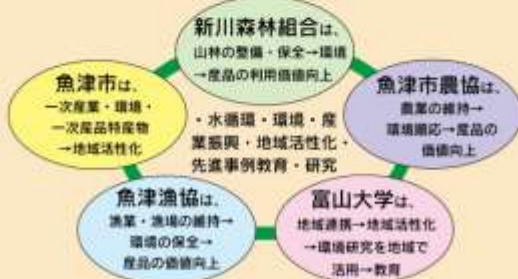 新川森林組合は、
山林の整備・保全→環境
→産品の利用価値向上
魚津市は、
一次産業・環境・
一次産品特産物
→地域活性化
魚津市農協は、
農業の維持→
環境順応→産品の
価値向上
・水循環・環境・産
業振興・地域活性化・
先進事例教育・研究
魚津漁協は、
漁業・漁場の維持→
環境の保全→
産品の価値向上
富山大学は、
地域連携→地域活性化
→環境研究を地域で
活用→教育